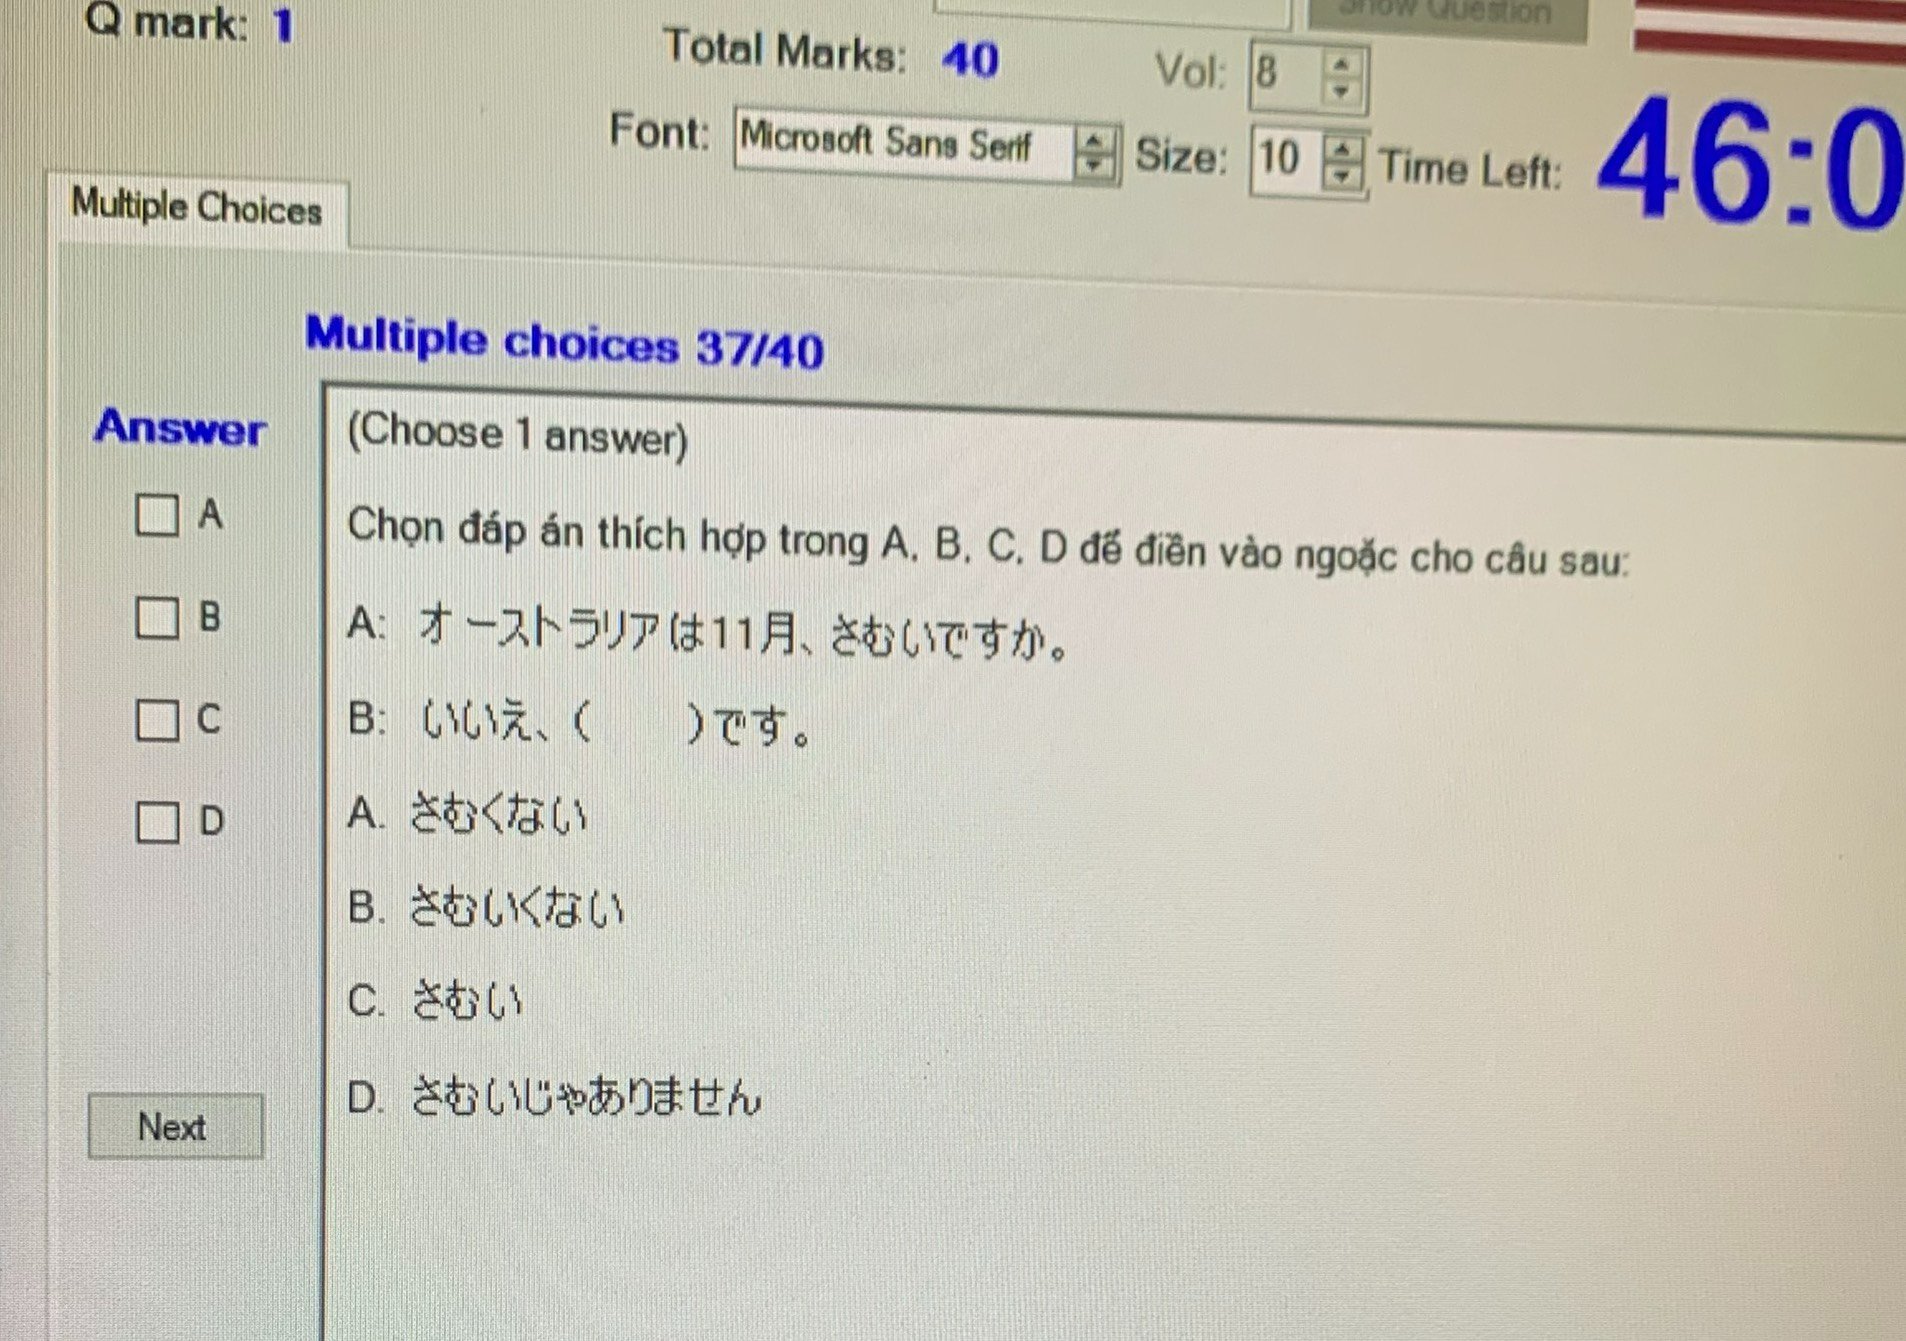 Q mark: 1
Show Question
Total Marks: 40
Vol: 8
Font: Microsoft Sans Serif
Size: 10
Time Left: 46:0
Multiple Choices
Multiple choices 37/40
Answer
A
B
C
D
Next
(Choose 1 answer)
Chọn đáp án thích hợp trong A, B, C, D để điền vào ngoặc cho câu sau:
A: オーストラリアは11月、さむいですか。
B: いいえ、(　　)です。
A. さむくない
B. さむいくない
C. さむい
D. さむいじゃありません